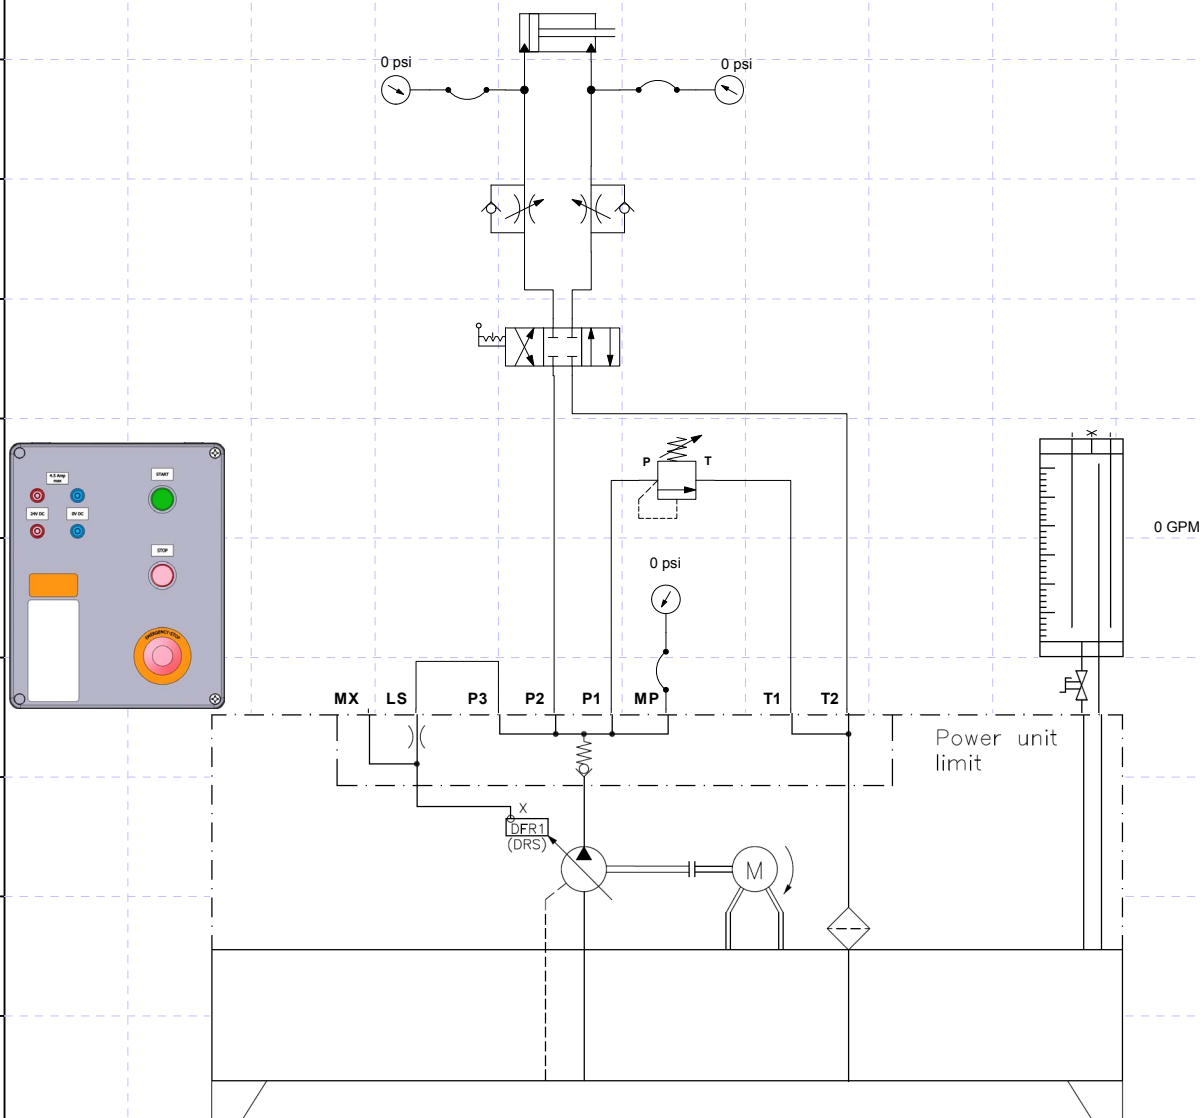 0 psi
0 psi
4.5 Amp
max
START
24V DC
0V DC
STOP
EMERGENCY-STOP
P
T
0 psi
0 GPM
MX
LS
P3
P2
P1
MP
T1
T2
Power unit
limit
X
DFR1
(DRS)
M